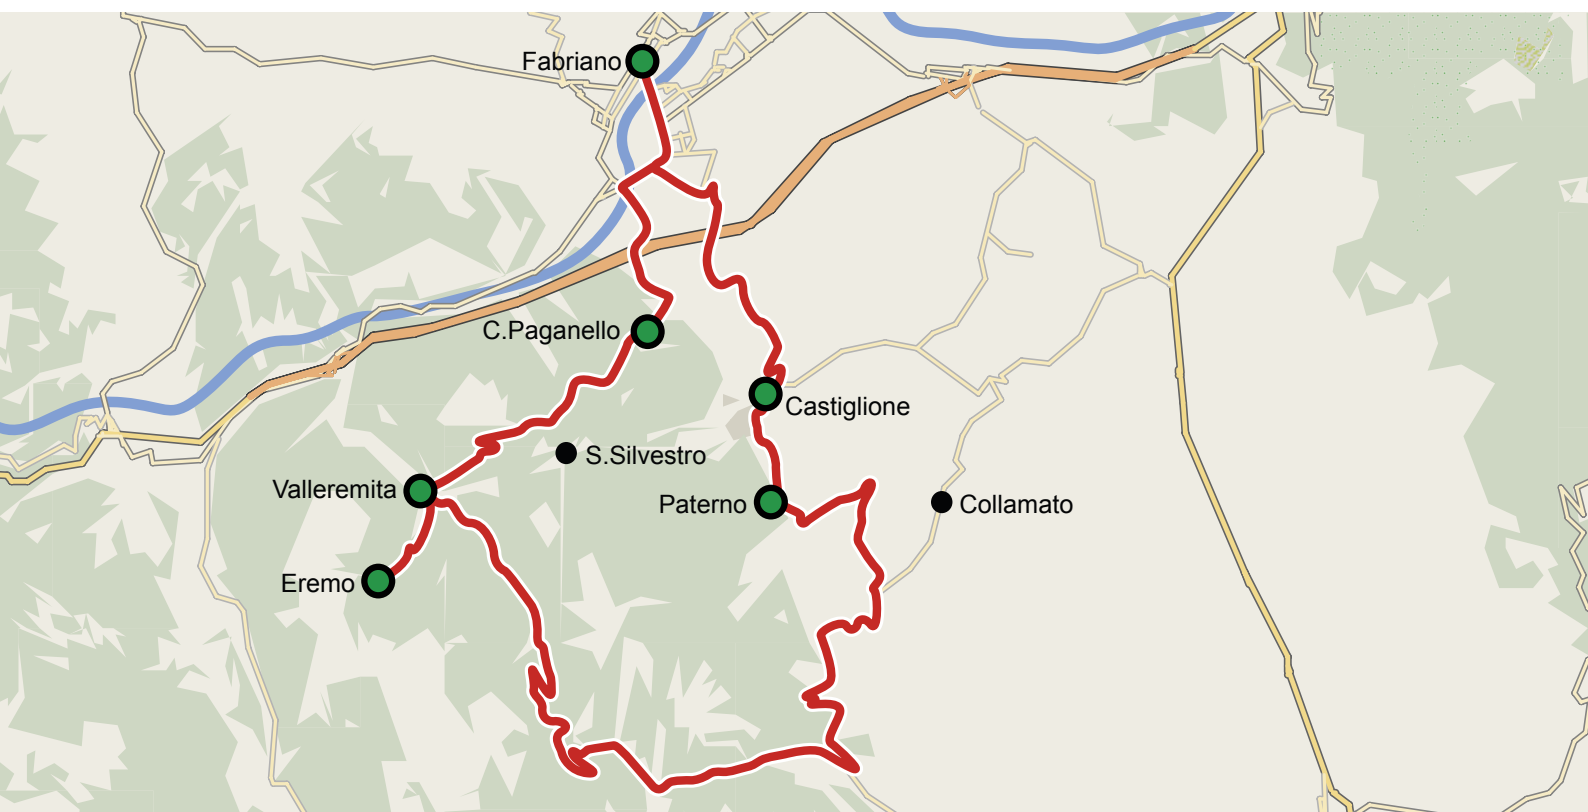 Fabriano
C.Paganello
Castiglione
S.Silvestro
Valleremita
Paterno
Collamato
Eremo